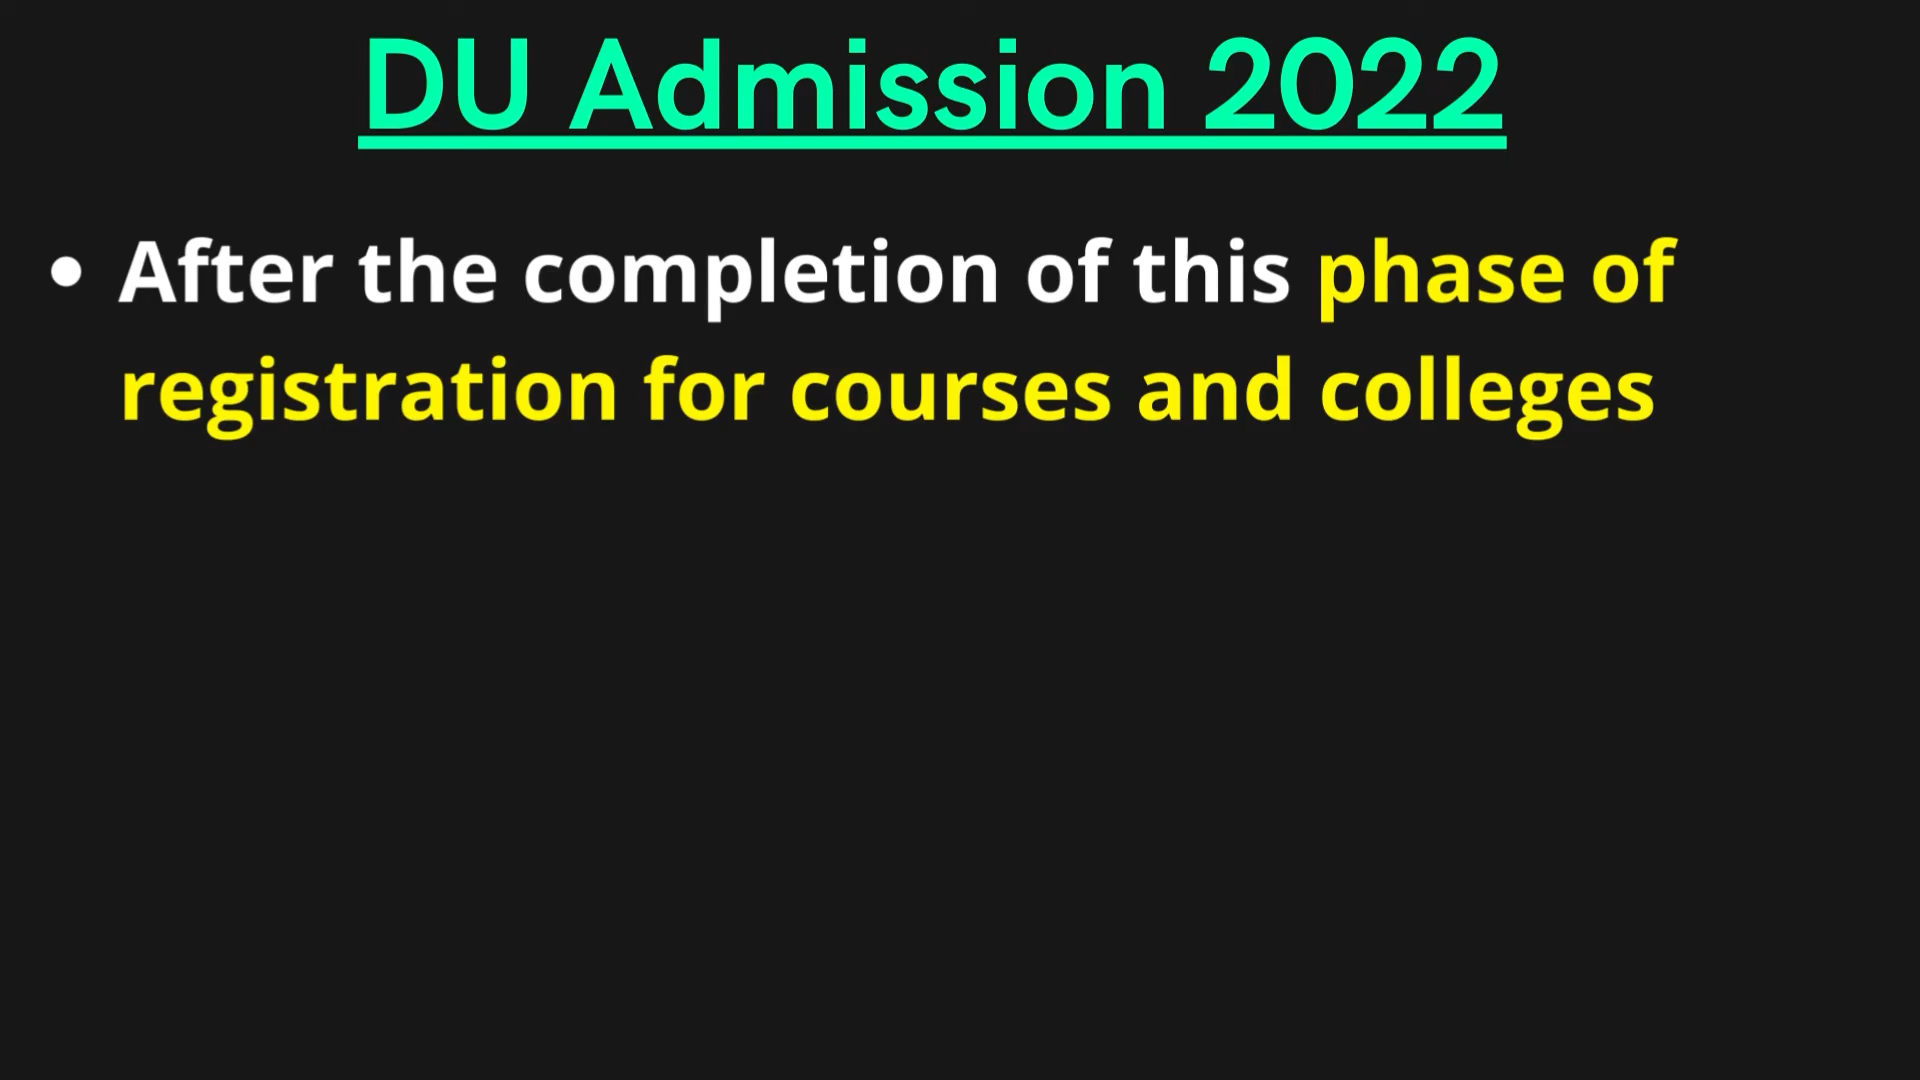 DU Admission 2022
• After the completion of this phase of
registration for courses and colleges